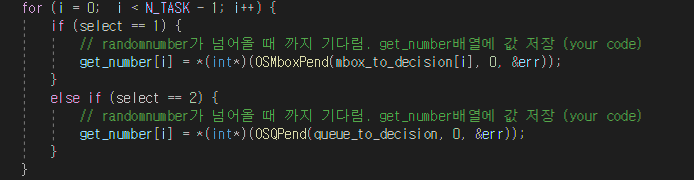 for (i = 0; i < N_TASK - 1; i++) {
if (select == 1) {
// randomnumber가 넘어올 때 까지 기다림. get_number배열에 값 저장 (your code)
get_number[i] = *(int*)(OSMboxPend(mbox_to_decision[i], 0, &err));
}
else if (select == 2) {
// randomnumber가 넘어올 때 까지 기다림. get_number배열에 값 저장 (your code)
get_number[i] = *(int*)(OSQPend(queue_to_decision, 0, &err));
}
}